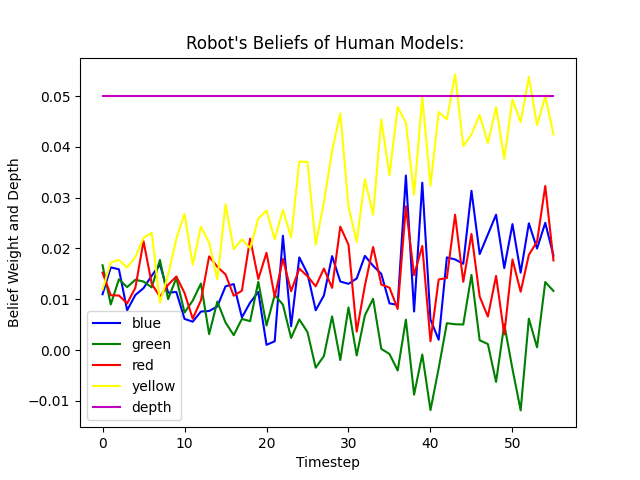 Robot's Beliefs of Human Models:
Belief Weight and Depth
0.05
0.04
0.03
0.02
0.01
0.00
−0.01
blue
green
red
yellow
depth
0 10 20 30 40 50
Timestep